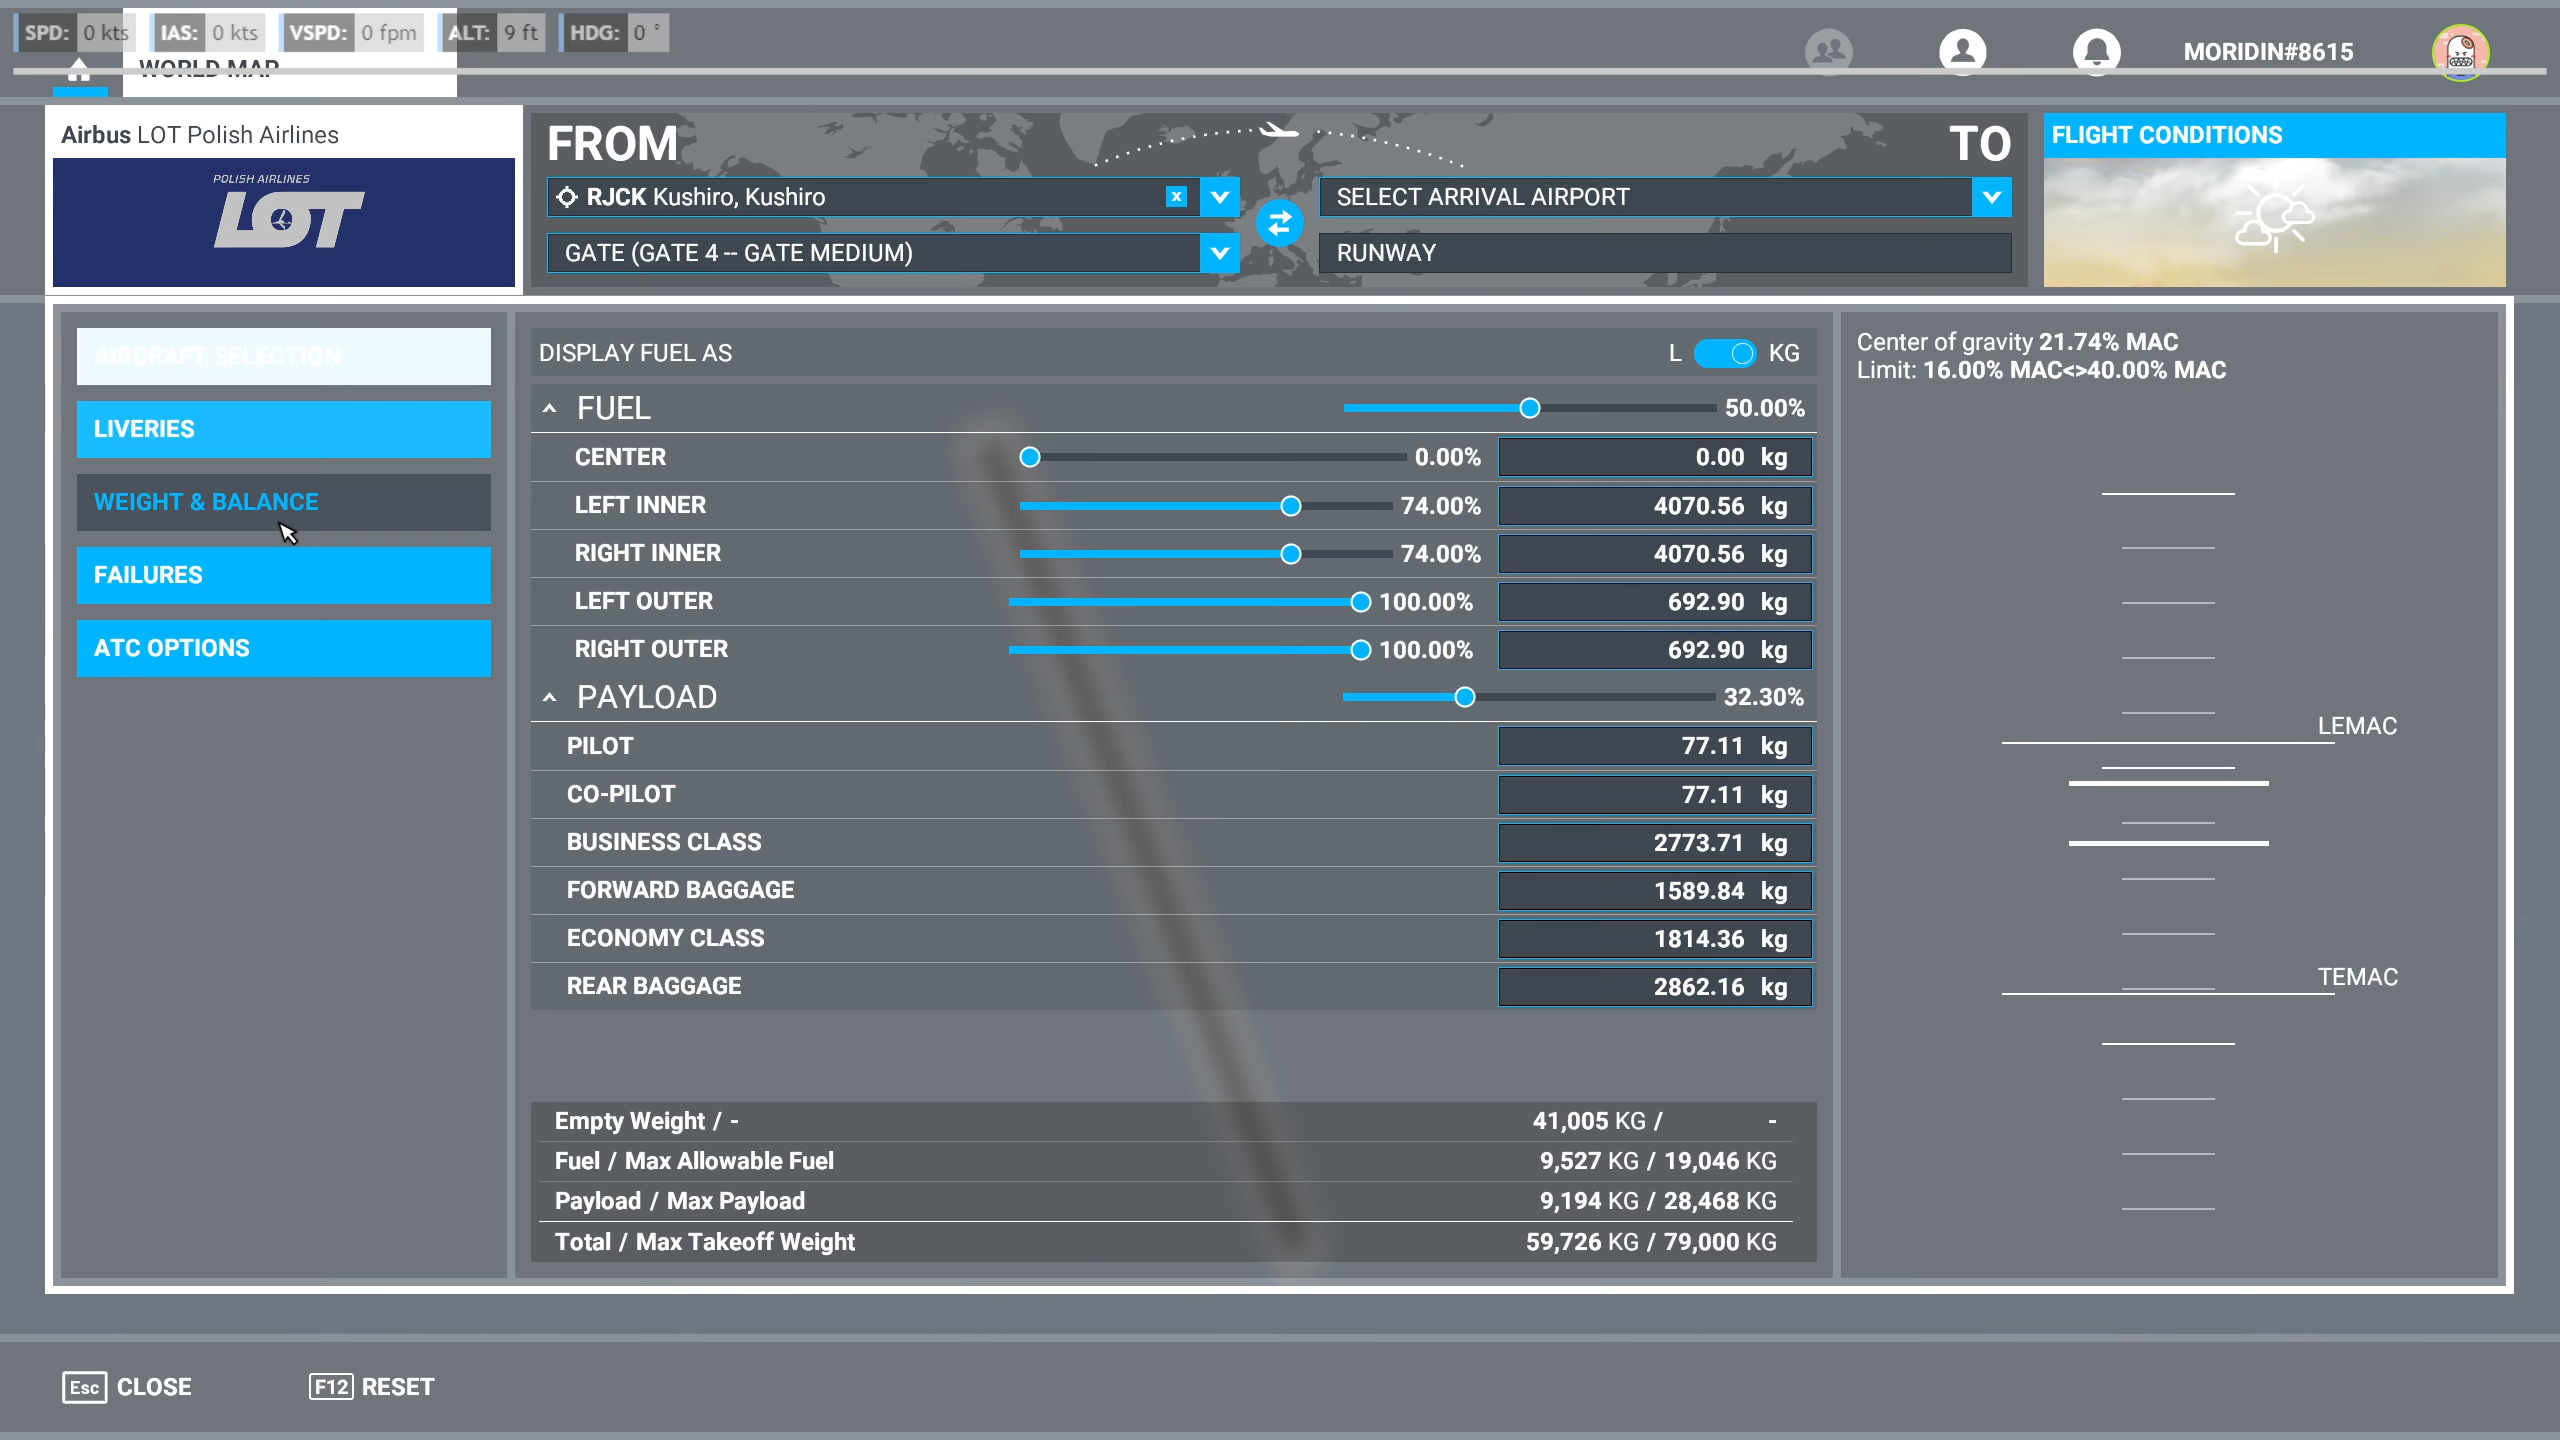 SPD: 0 kts IAS: 0 kts VSPD: 0 fpm ALT: 9 ft HDG: 0 °
WORLD MAP
MORIDIN#8615
Airbus LOT Polish Airlines
POLISH AIRLINES
LOT
FROM
TO
RJCK Kushiro, Kushiro x
SELECT ARRIVAL AIRPORT
GATE (GATE 4 -- GATE MEDIUM)
RUNWAY
FLIGHT CONDITIONS
AIRCRAFT SELECTION
LIVERIES
WEIGHT & BALANCE
FAILURES
ATC OPTIONS
DISPLAY FUEL AS L KG
FUEL 50.00%
CENTER 0.00% 0.00 kg
LEFT INNER 74.00% 4070.56 kg
RIGHT INNER 74.00% 4070.56 kg
LEFT OUTER 100.00% 692.90 kg
RIGHT OUTER 100.00% 692.90 kg
PAYLOAD 32.30%
PILOT 77.11 kg
CO-PILOT 77.11 kg
BUSINESS CLASS 2773.71 kg
FORWARD BAGGAGE 1589.84 kg
ECONOMY CLASS 1814.36 kg
REAR BAGGAGE 2862.16 kg
Empty Weight / - 41,005 KG / -
Fuel / Max Allowable Fuel 9,527 KG / 19,046 KG
Payload / Max Payload 9,194 KG / 28,468 KG
Total / Max Takeoff Weight 59,726 KG / 79,000 KG
Center of gravity 21.74% MAC
Limit: 16.00% MAC<>40.00% MAC
LEMAC
TEMAC
Esc CLOSE
F12 RESET